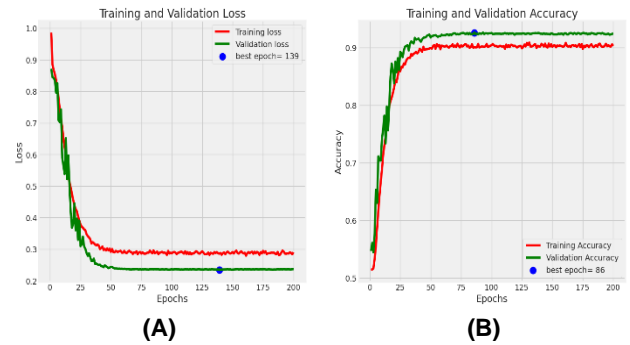 Training and Validation Loss
Training loss
Validation loss
best epoch= 139
1.0
0.9
0.8
0.7
0.6
0.5
0.4
0.3
0.2
Loss
0 25 50 75 100 125 150 175 200
Epochs
(A)
Training and Validation Accuracy
0.9
0.8
0.7
0.6
0.5
Accuracy
Training Accuracy
Validation Accuracy
best epoch= 86
0 25 50 75 100 125 150 175 200
Epochs
(B)